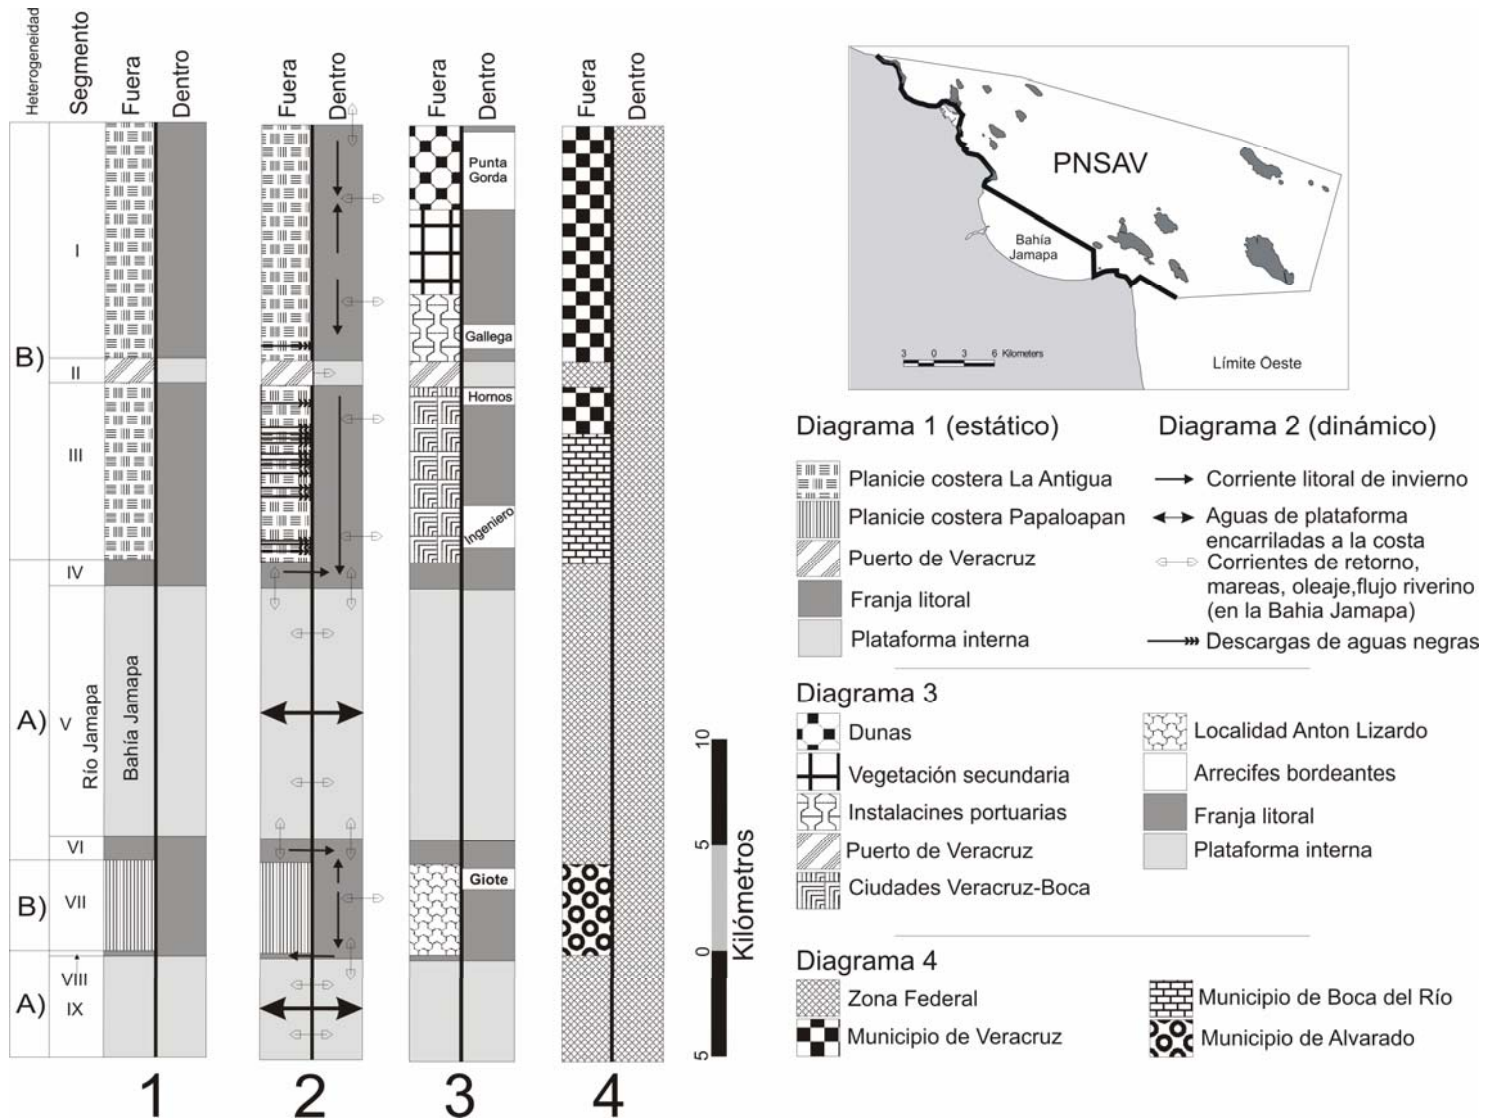 Heterogeneidad
Segmento
Fuera
Dentro
Fuera
Dentro
Fuera
Dentro
Fuera
Dentro
B)
I
II
III
A)
IV
V
Río Jamapa
Bahía Jamapa
VI
B)
VII
A)
VIII
IX
Punta
Gorda
Gallega
Hornos
Ingeniero
Giote
1
2
3
4
10
5
0
5
Kilómetros
PNSAV
Bahía
Jamapa
3 0 3 6 Kilometers
Límite Oeste
Diagrama 1 (estático)
Planicie costera La Antigua
Planicie costera Papaloapan
Puerto de Veracruz
Franja litoral
Plataforma interna
Diagrama 2 (dinámico)
Corriente litoral de invierno
Aguas de plataforma
encarriladas a la costa
Corrientes de retorno,
mareas, oleaje,flujo riverino
(en la Bahia Jamapa)
Descargas de aguas negras
Diagrama 3
Dunas
Vegetación secundaria
Instalacines portuarias
Puerto de Veracruz
Ciudades Veracruz-Boca
Localidad Anton Lizardo
Arrecifes bordeantes
Franja litoral
Plataforma interna
Diagrama 4
Zona Federal
Municipio de Veracruz
Municipio de Boca del Río
Municipio de Alvarado